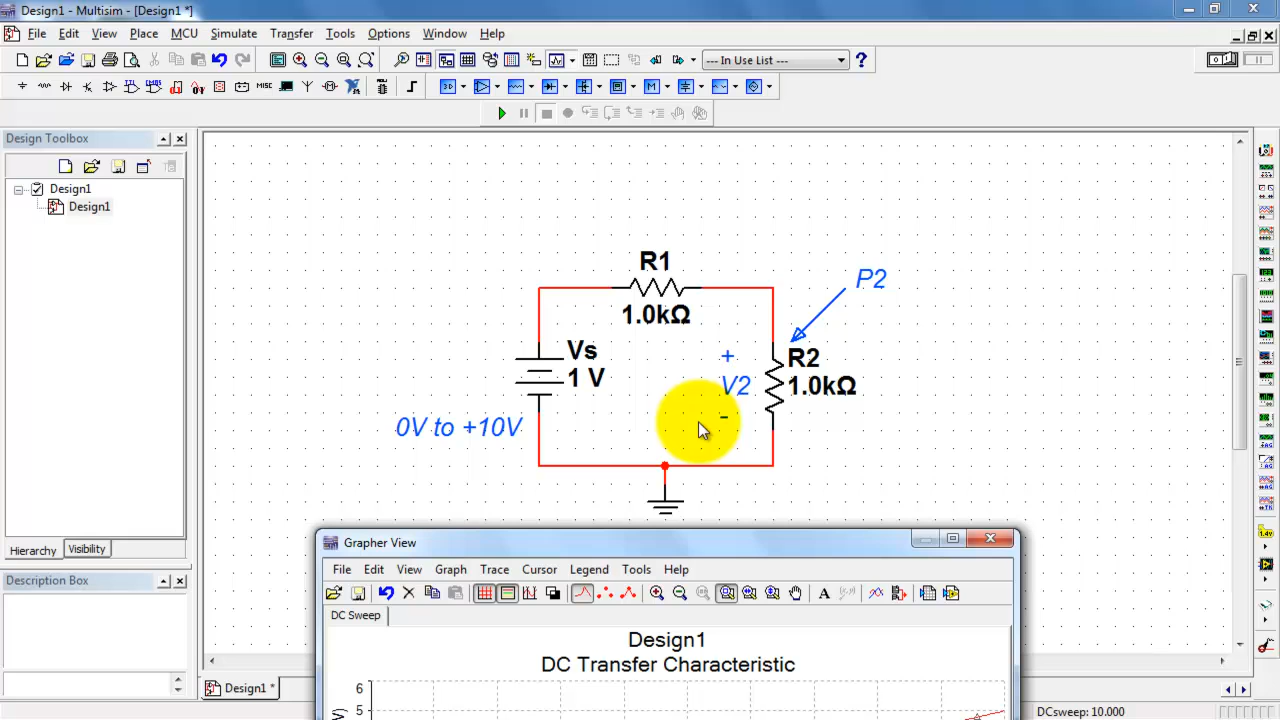 Design1 - Multisim - [Design1 *]
File Edit View Place MCU Simulate Transfer Tools Options Window Help
--- In Use List ---
MISC
Design Toolbox
Design1
Design1
Hierarchy Visibility
Description Box
R1
1.0kΩ
P2
Vs
1 V
+
V2
-
R2
1.0kΩ
0V to +10V
Grapher View
File Edit View Graph Trace Cursor Legend Tools Help
DC Sweep
Design1
DC Transfer Characteristic
6
5
Design1 *
DCsweep: 10.000